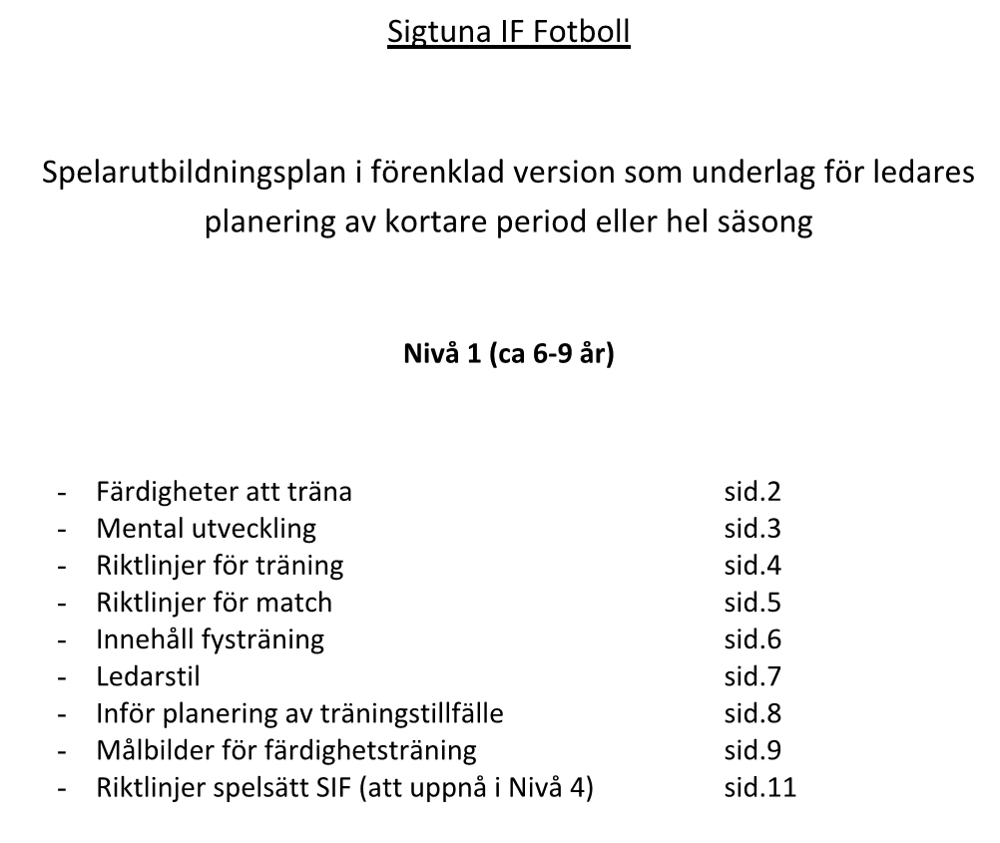 Sigtuna IF Fotboll
Spelarutbildningsplan i förenklad version som underlag för ledares
planering av kortare period eller hel säsong
Nivå 1 (ca 6-9 år)
- Färdigheter att träna sid.2
- Mental utveckling sid.3
- Riktlinjer för träning sid.4
- Riktlinjer för match sid.5
- Innehåll fysträning sid.6
- Ledarstil sid.7
- Inför planering av träningstillfälle sid.8
- Målbilder för färdighetsträning sid.9
- Riktlinjer spelsätt SIF (att uppnå i Nivå 4) sid.11